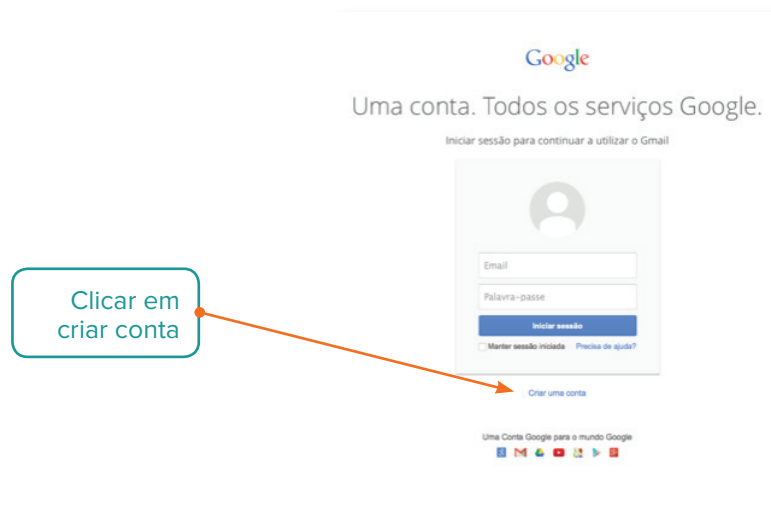 Google
Uma conta. Todos os serviços Google.
Iniciar sessão para continuar a utilizar o Gmail
Email
Palavra-passe
Iniciar sessão
Manter sessão iniciada Precisa de ajuda?
Clicar em
criar conta
Criar uma conta
Uma Conta Google para o mundo Google